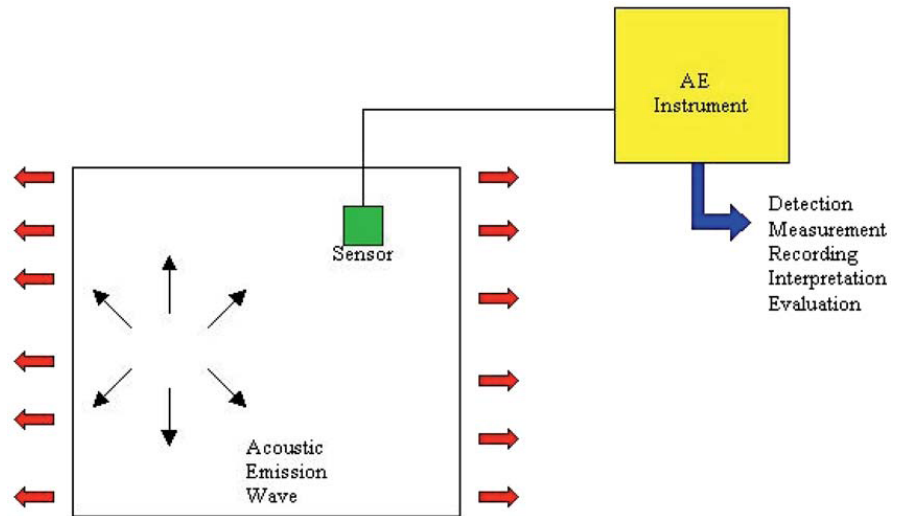 AE
Instrument
Detection
Measurement
Recording
Interpretation
Evaluation
Sensor
Acoustic
Emission
Wave